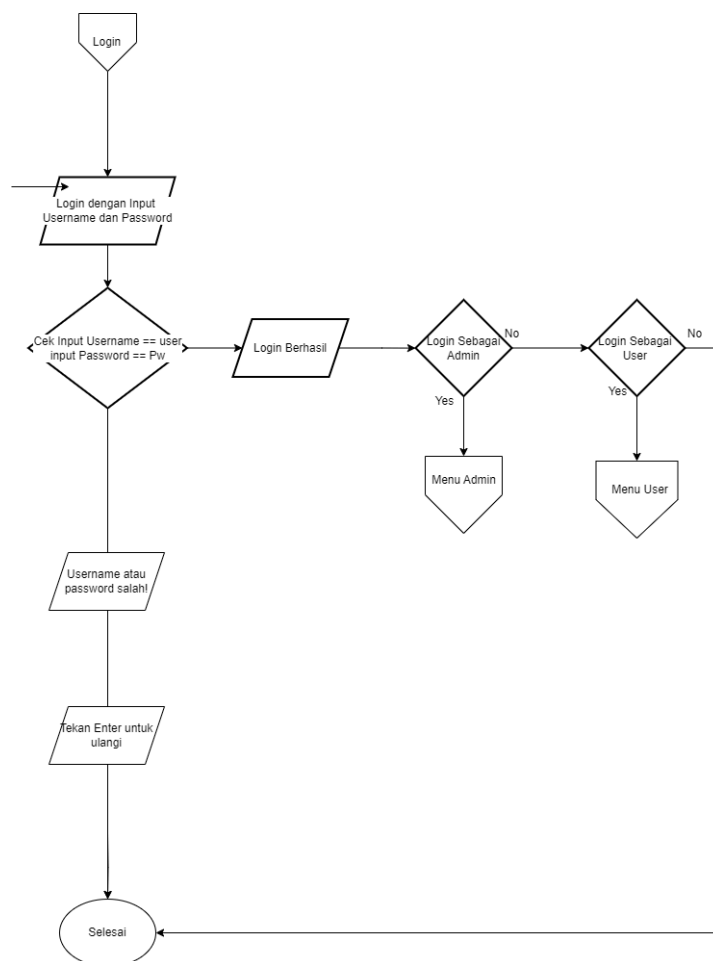 Login
Login dengan Input
Username dan Password
Cek Input Username == user
input Password == Pw
Login Berhasil
Login Sebagai
Admin
No
Login Sebagai
User
No
Yes
Yes
Menu Admin
Menu User
Username atau
password salah!
Tekan Enter untuk
ulangi
Selesai